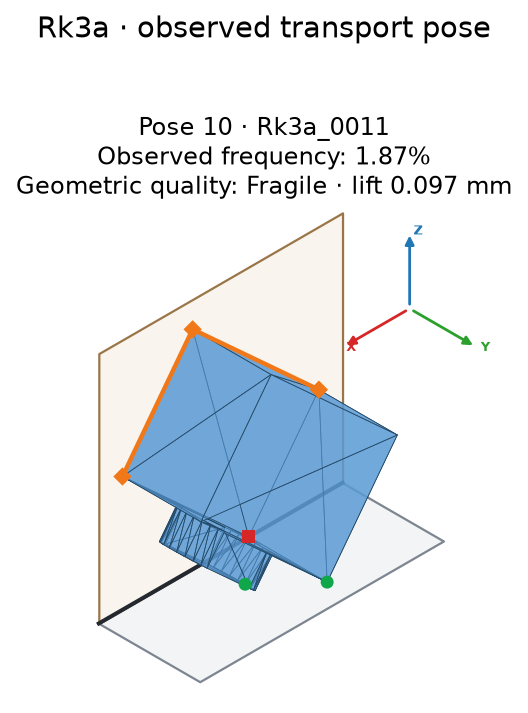 Rk3a · observed transport pose
Pose 10 · Rk3a_0011
Observed frequency: 1.87%
Geometric quality: Fragile · lift 0.097 mm
Z
X
Y